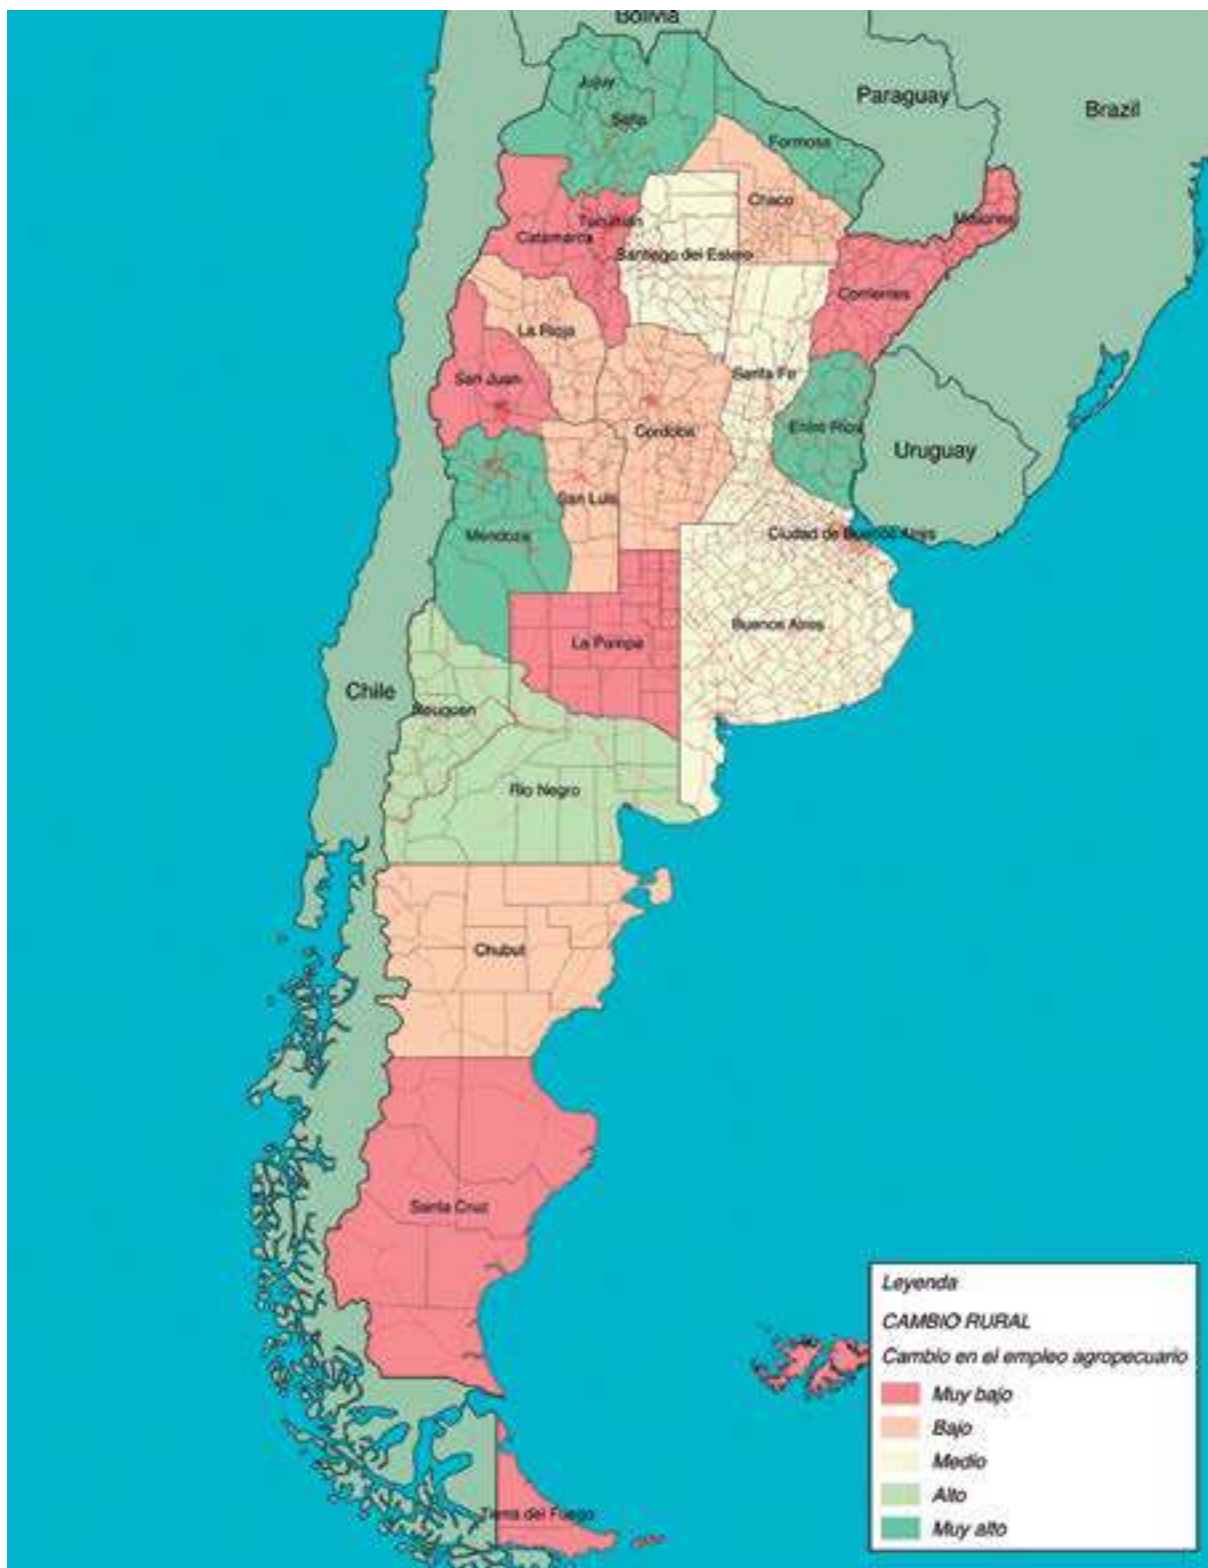 Bolivia
Jujuy
Paraguay
Brazil
Salta
Formosa
Chaco
Misiones
Tucumán
Catamarca
Santiago del Estero
Corrientes
La Rioja
Santa Fe
San Juan
Entre Ríos
Cordoba
Uruguay
San Luis
Ciudad de Buenos Aires
Mendoza
Buenos Aires
La Pampa
Chile
Neuquen
Rio Negro
Chubut
Santa Cruz
Leyenda
CAMBIO RURAL
Cambio en el empleo agropecuario
Muy bajo
Bajo
Medio
Alto
Muy alto
Tierra del Fuego